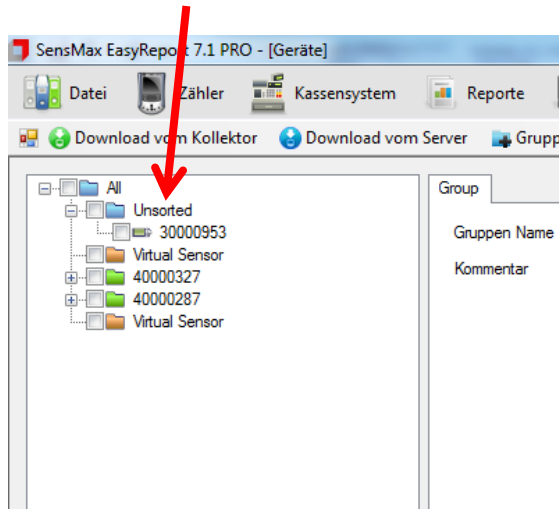 SensMax EasyReport 7.1 PRO - [Geräte]
Datei Zähler Kassensystem Reporte
Download vom Kollektor Download vom Server Grupp
All
Unsorted
30000953
Virtual Sensor
40000327
40000287
Virtual Sensor
Group
Gruppen Name
Kommentar